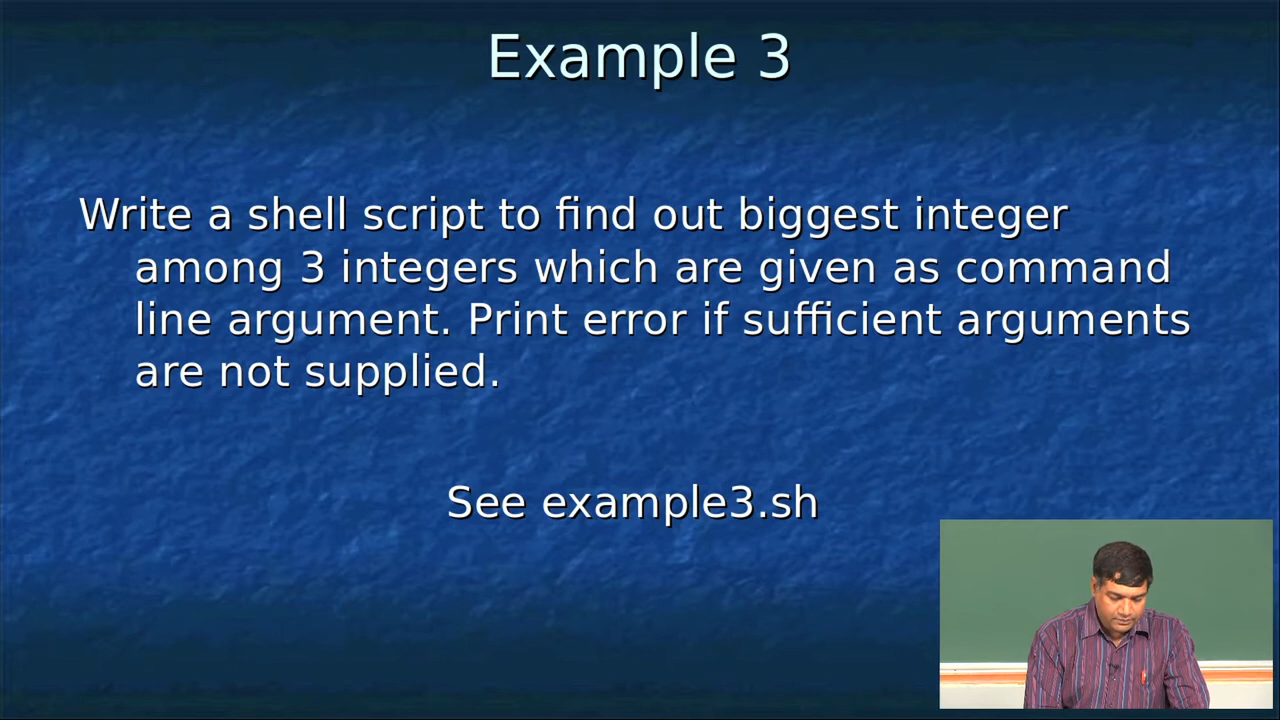 Example 3
Write a shell script to find out biggest integer
among 3 integers which are given as command
line argument. Print error if sufficient arguments
are not supplied.
See example3.sh